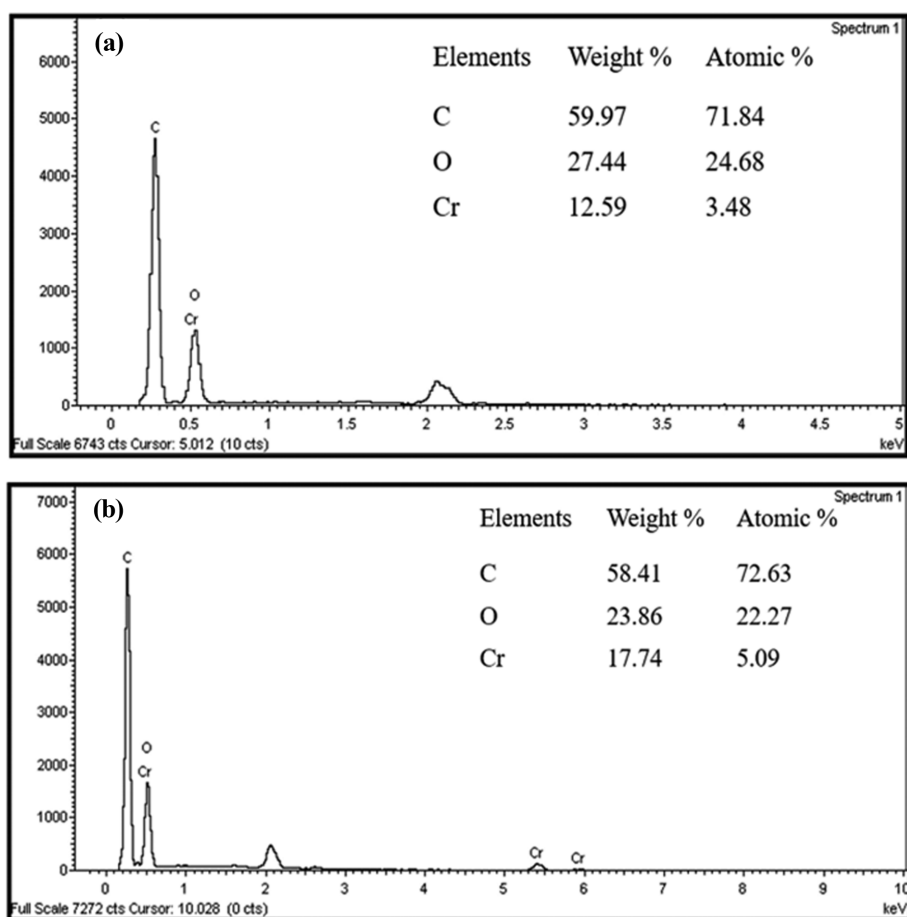 Spectrum 1
(a)
Elements Weight % Atomic %
C 59.97 71.84
O 27.44 24.68
Cr 12.59 3.48
6000
5000
4000
3000
2000
1000
0
C
O
Cr
0 0.5 1 1.5 2 2.5 3 3.5 4 4.5 5
Full Scale 6743 cts Cursor: 5.012 (10 cts) keV
Spectrum 1
(b)
Elements Weight % Atomic %
C 58.41 72.63
O 23.86 22.27
Cr 17.74 5.09
7000
6000
5000
4000
3000
2000
1000
0
C
O
Cr
Cr Cr
0 1 2 3 4 5 6 7 8 9 10
Full Scale 7272 cts Cursor: 10.028 (0 cts) keV